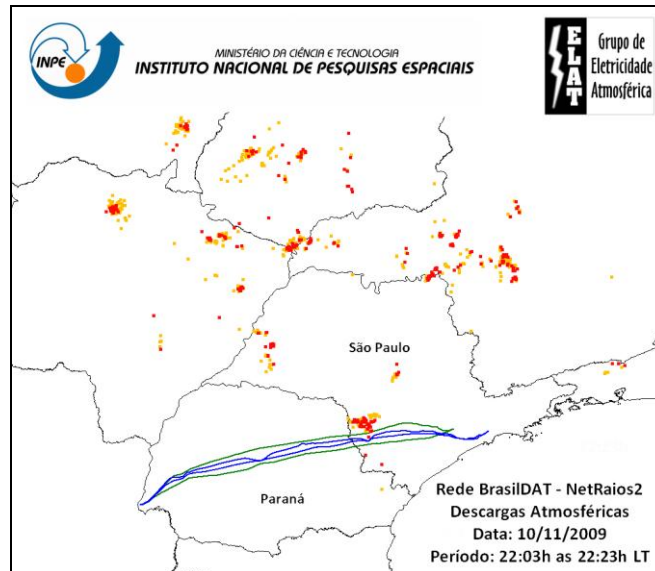 INPE
MINISTÉRIO DA CIÊNCIA E TECNOLOGIA
INSTITUTO NACIONAL DE PESQUISAS ESPACIAIS
ELAT
Grupo de
Eletricidade
Atmosférica
São Paulo
Paraná
Rede BrasilDAT - NetRaios2
Descargas Atmosféricas
Data: 10/11/2009
Período: 22:03h as 22:23h LT